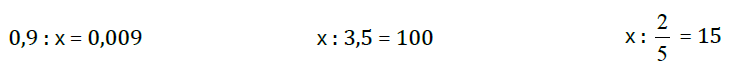 0,9 : x = 0,009
x : 3,5 = 100
x : 2/5 = 15